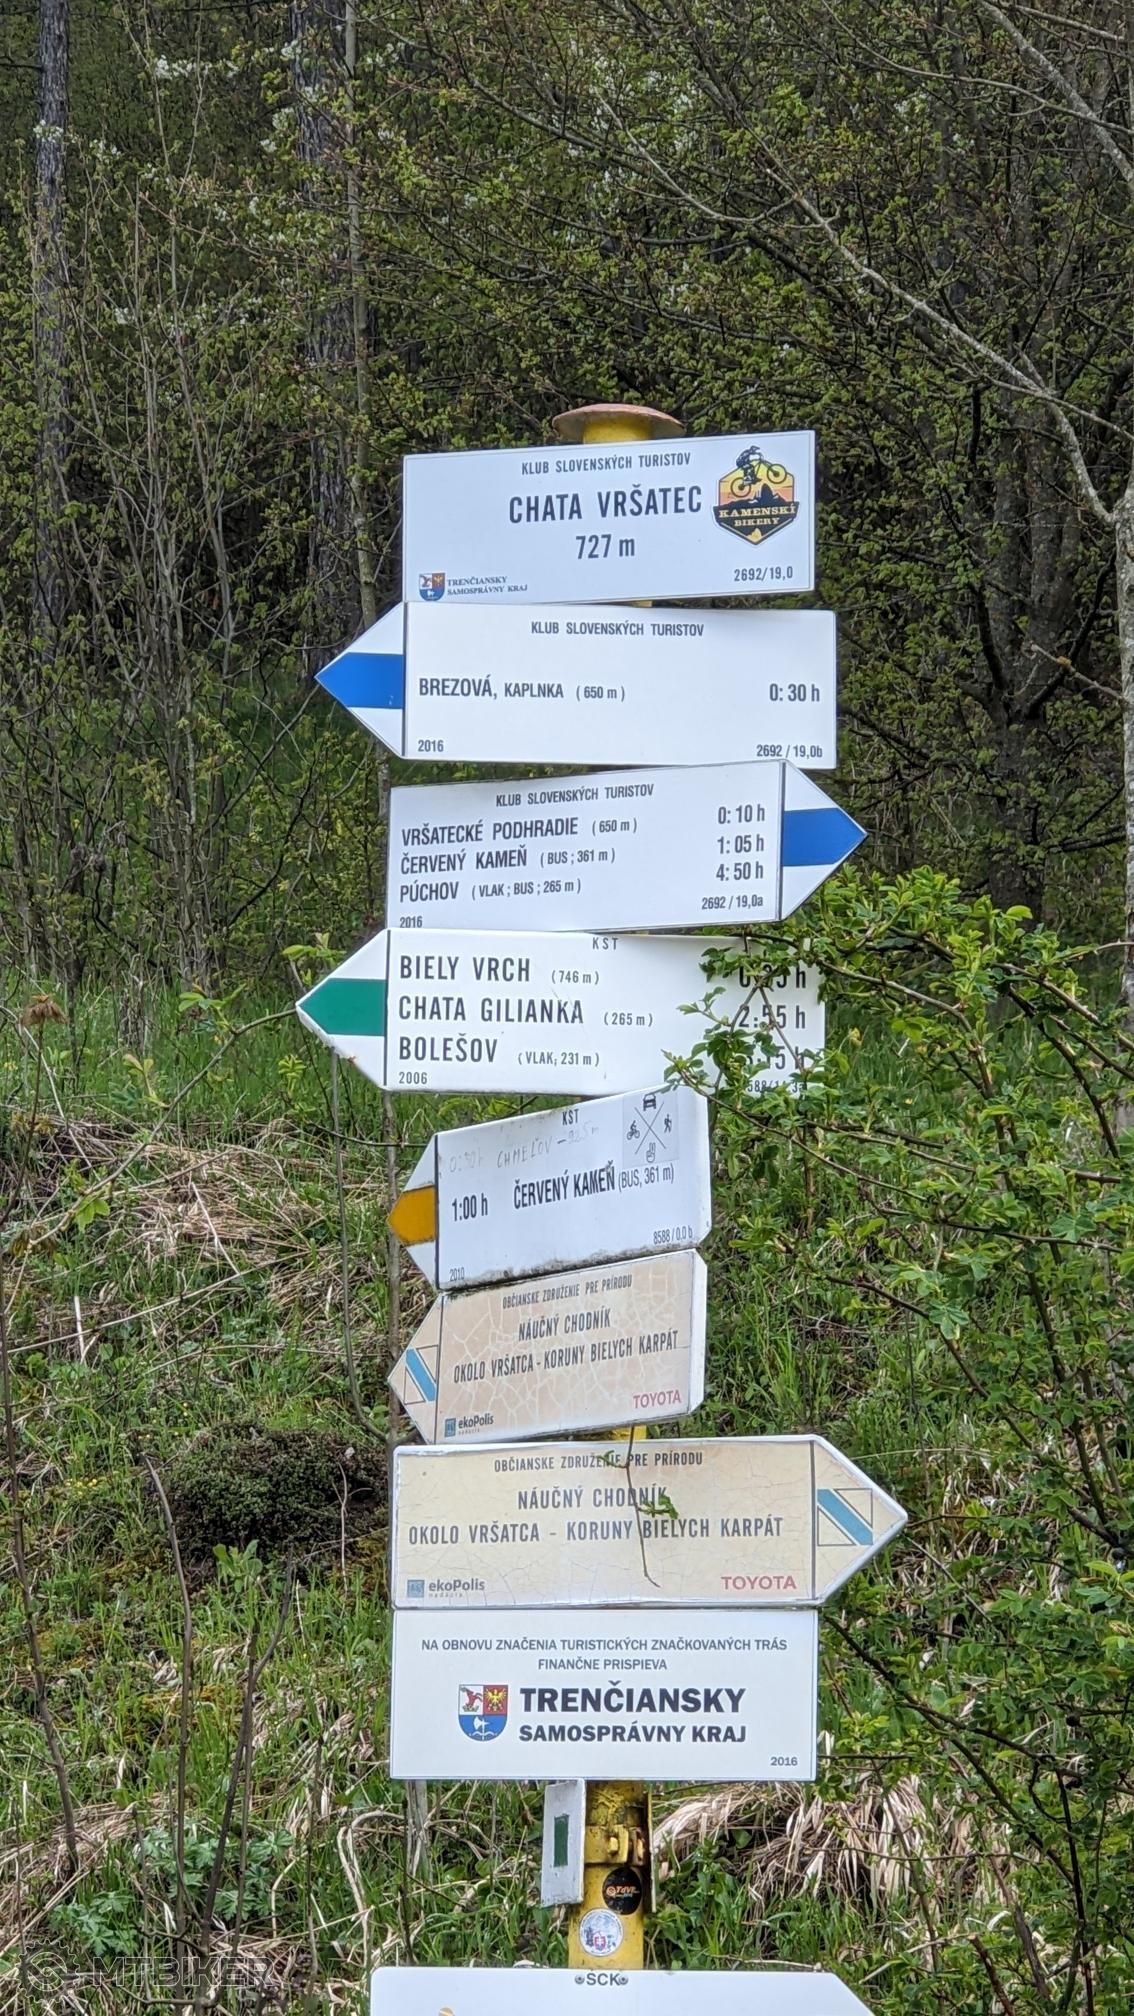 KLUB SLOVENSKÝCH TURISTOV
CHATA VRŠATEC
727 m
KAMENSKÍ
BIKERY
TRENČIANSKY
SAMOSPRÁVNY KRAJ
2692/19,0
KLUB SLOVENSKÝCH TURISTOV
BREZOVÁ, KAPLNKA (650 m) 0:30 h
2016 2692/19,0b
KLUB SLOVENSKÝCH TURISTOV
VRŠATECKÉ PODHRADIE (650 m) 0:10 h
ČERVENÝ KAMEŇ (BUS; 361 m) 1:05 h
PÚCHOV (VLAK; BUS; 265 m) 4:50 h
2016 2692/19,0a
KST
BIELY VRCH (746 m)
CHATA GILIANKA (265 m) 2:55 h
BOLEŠOV (VLAK, 231 m)
2006
KST
CHMEĽOV
1:00 h ČERVENÝ KAMEŇ (BUS, 361 m)
2010 8588/0,0 b
OBČIANSKE ZDRUŽENIE PRE PRÍRODU
NÁUČNÝ CHODNÍK
OKOLO VRŠATCA - KORUNY BIELYCH KARPÁT
ekoPolis
nadácia
TOYOTA
OBČIANSKE ZDRUŽENIE PRE PRÍRODU
NÁUČNÝ CHODNÍK
OKOLO VRŠATCA - KORUNY BIELYCH KARPÁT
ekoPolis
nadácia
TOYOTA
NA OBNOVU ZNAČENIA TURISTICKÝCH ZNAČKOVANÝCH TRÁS
FINANČNE PRISPIEVA
TRENČIANSKY
SAMOSPRÁVNY KRAJ
2016
SCK
MTBIKER